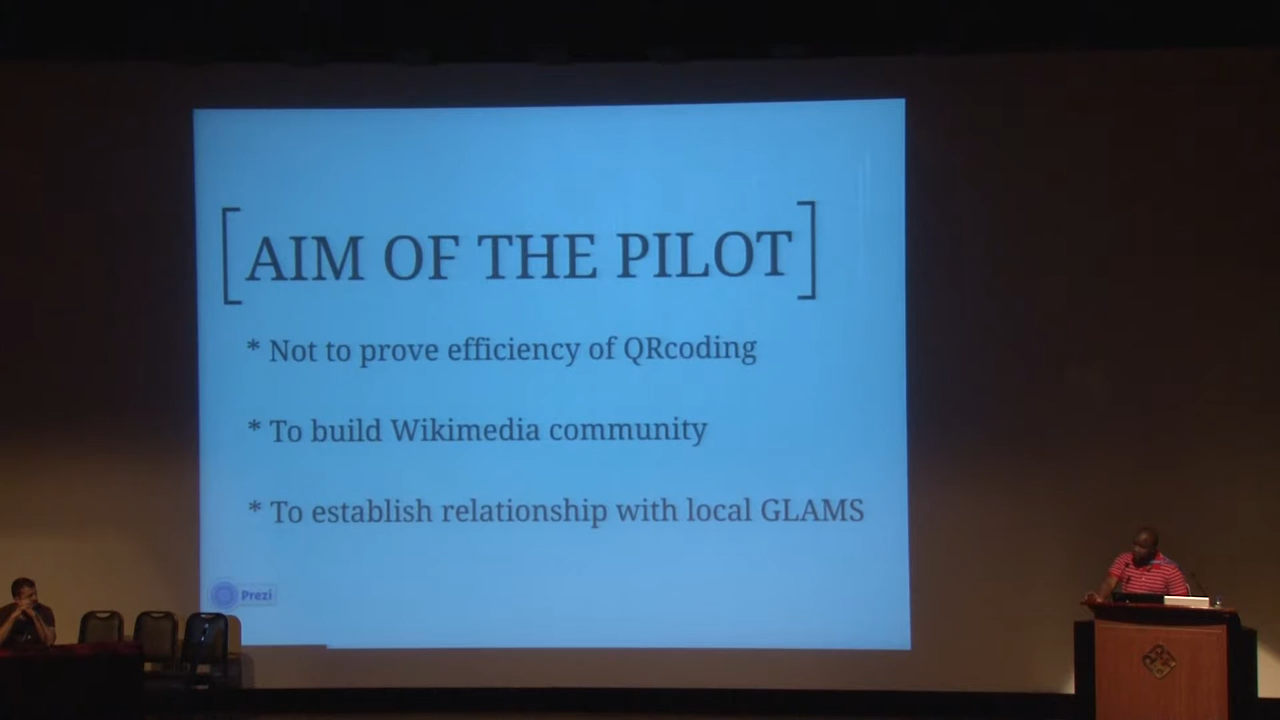 [AIM OF THE PILOT]
* Not to prove efficiency of QRcoding
* To build Wikimedia community
* To establish relationship with local GLAMS
Prezi